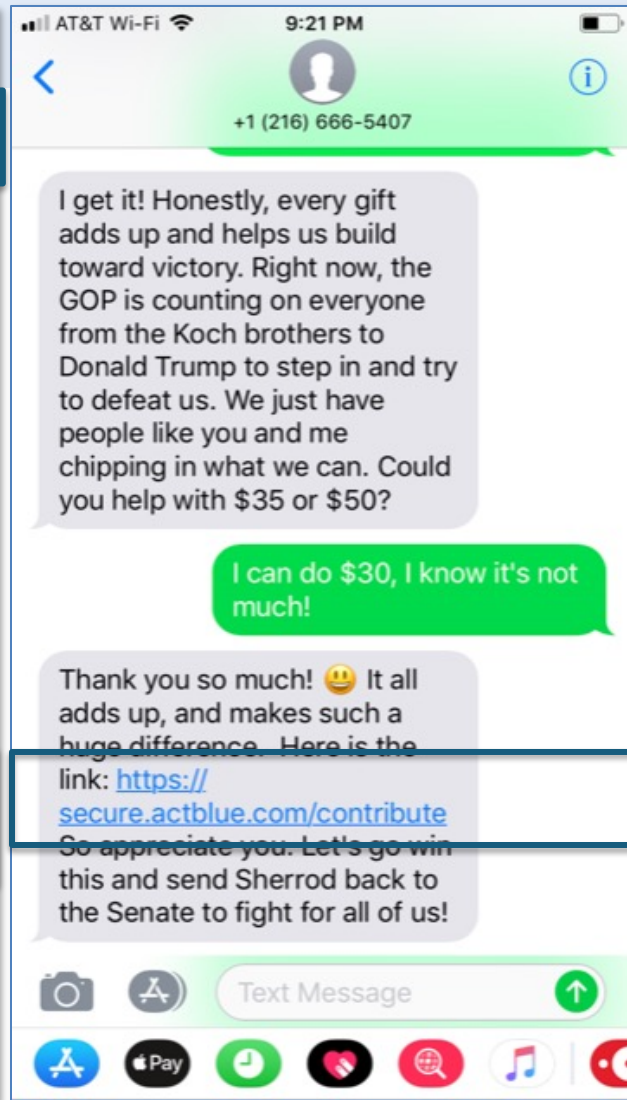 AT&T Wi-Fi 9:21 PM
+1 (216) 666-5407
I get it! Honestly, every gift
adds up and helps us build
toward victory. Right now, the
GOP is counting on everyone
from the Koch brothers to
Donald Trump to step in and try
to defeat us. We just have
people like you and me
chipping in what we can. Could
you help with $35 or $50?
I can do $30, I know it's not
much!
Thank you so much! 😃 It all
adds up, and makes such a
huge difference. Here is the
link: https://
secure.actblue.com/contribute
So appreciate you. Let's go win
this and send Sherrod back to
the Senate to fight for all of us!
Text Message
Pay